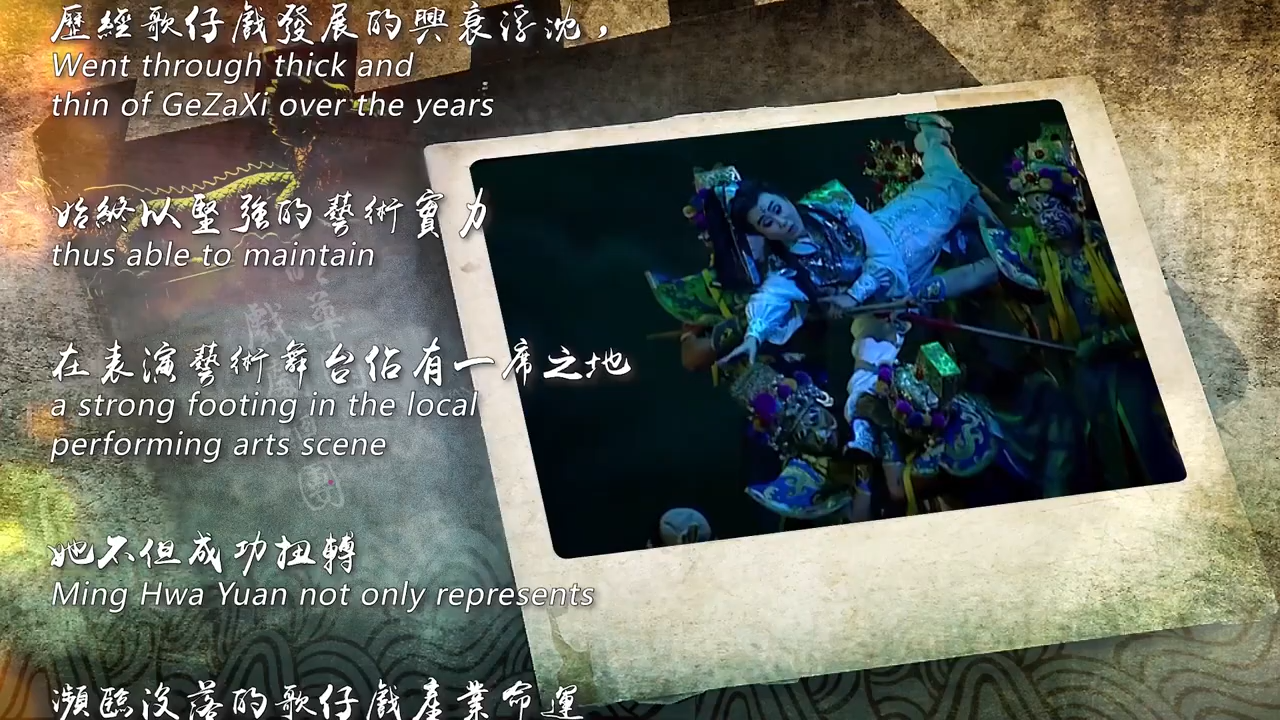 歷經歌仔戲發展的興衰浮沈，
Went through thick and
thin of GeZaXi over the years
始終以堅強的藝術實力
thus able to maintain
在表演藝術舞台佔有一席之地
a strong footing in the local
performing arts scene
她不但成功扭轉
Ming Hwa Yuan not only represents
瀕臨沒落的歌仔戲產業命運